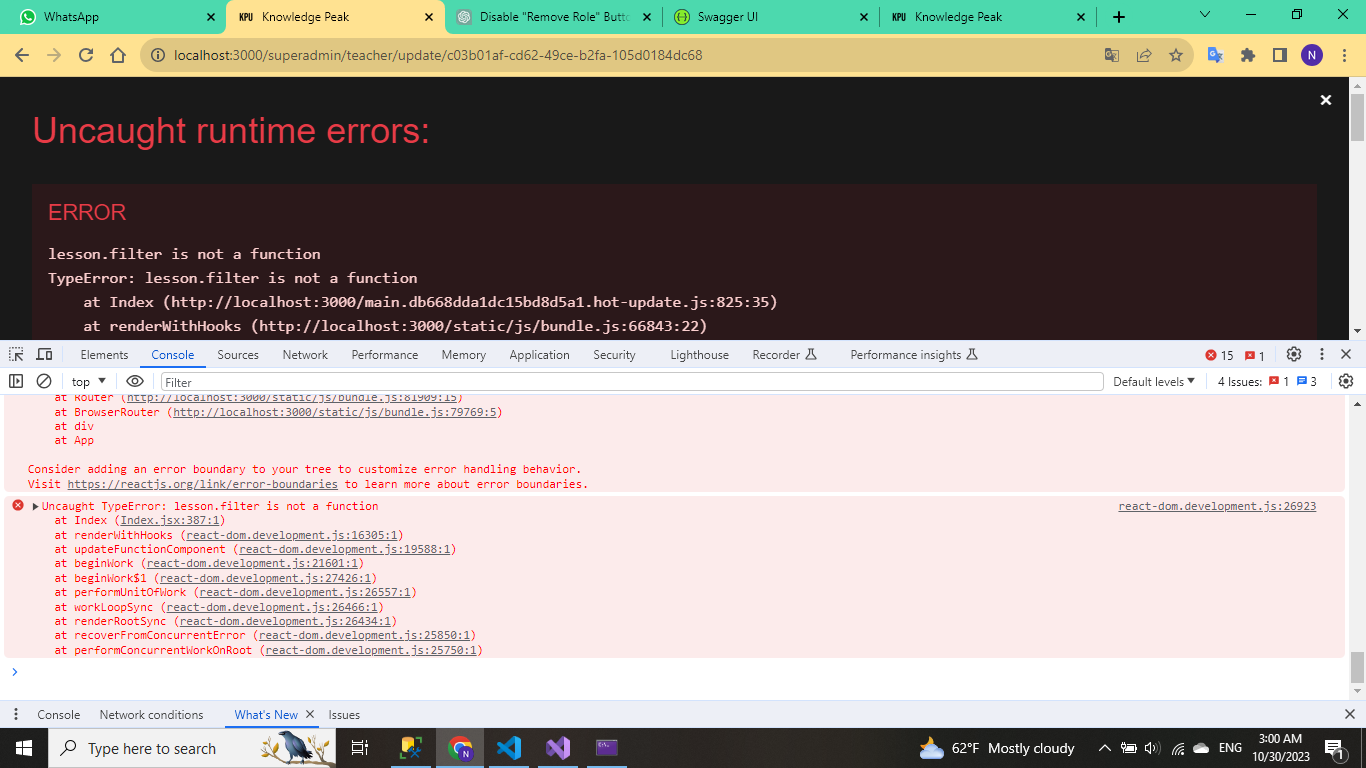 WhatsApp
KPU Knowledge Peak
Disable "Remove Role" Butto
Swagger UI
KPU Knowledge Peak
localhost:3000/superadmin/teacher/update/c03b01af-cd62-49ce-b2fa-105d0184dc68
N
Uncaught runtime errors:
ERROR
lesson.filter is not a function
TypeError: lesson.filter is not a function
at Index (http://localhost:3000/main.db668dda1dc15bd8d5a1.hot-update.js:825:35)
at renderWithHooks (http://localhost:3000/static/js/bundle.js:66843:22)
Elements Console Sources Network Performance Memory Application Security Lighthouse Recorder Performance insights 15 1
top Filter Default levels 4 Issues: 1 3
at Router (http://localhost:3000/static/js/bundle.js:81909:15)
at BrowserRouter (http://localhost:3000/static/js/bundle.js:79769:5)
at div
at App
Consider adding an error boundary to your tree to customize error handling behavior.
Visit https://reactjs.org/link/error-boundaries to learn more about error boundaries.
Uncaught TypeError: lesson.filter is not a function react-dom.development.js:26923
at Index (Index.jsx:387:1)
at renderWithHooks (react-dom.development.js:16305:1)
at updateFunctionComponent (react-dom.development.js:19588:1)
at beginWork (react-dom.development.js:21601:1)
at beginWork$1 (react-dom.development.js:27426:1)
at performUnitOfWork (react-dom.development.js:26557:1)
at workLoopSync (react-dom.development.js:26466:1)
at renderRootSync (react-dom.development.js:26434:1)
at recoverFromConcurrentError (react-dom.development.js:25850:1)
at performConcurrentWorkOnRoot (react-dom.development.js:25750:1)
Console Network conditions What's New Issues
Type here to search
62°F Mostly cloudy
ENG
3:00 AM
10/30/2023
1